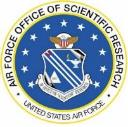 AIR FORCE OFFICE OF SCIENTIFIC RESEARCH
· UNITED STATES AIR FORCE ·